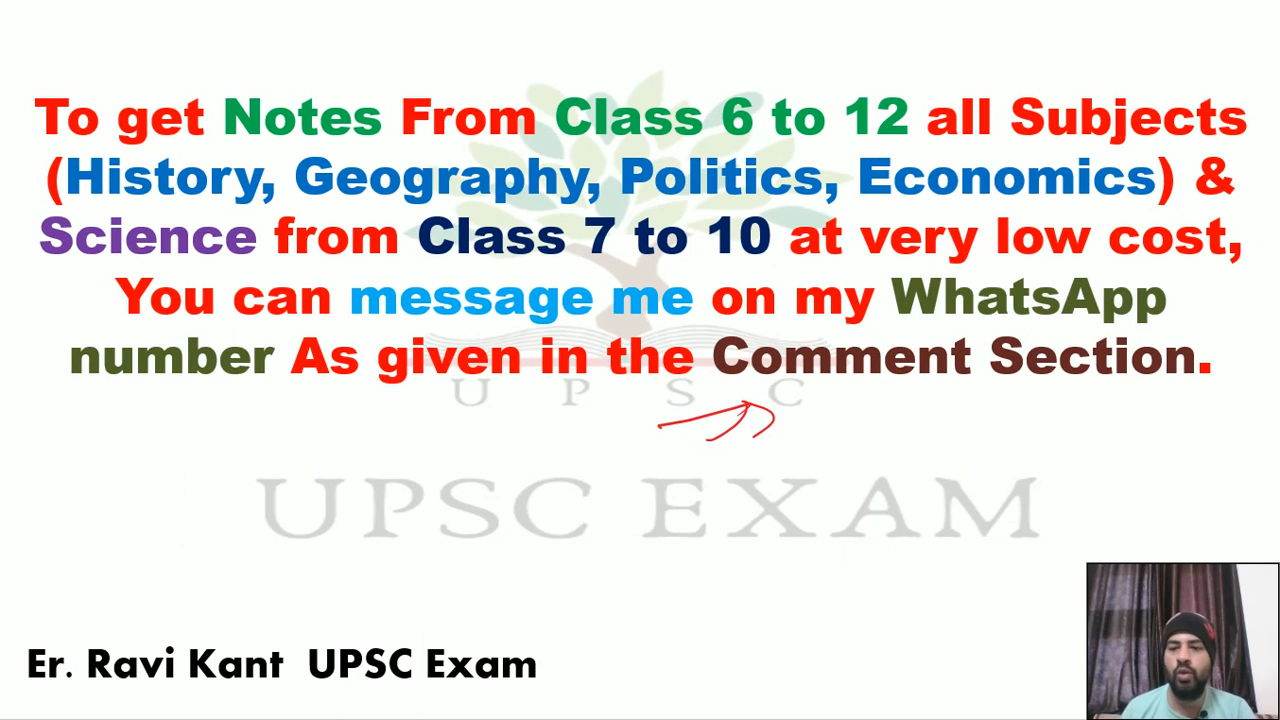 To get Notes From Class 6 to 12 all Subjects
(History, Geography, Politics, Economics) &
Science from Class 7 to 10 at very low cost,
You can message me on my WhatsApp
number As given in the Comment Section.
U P S C
UPSC EXAM
Er. Ravi Kant UPSC Exam